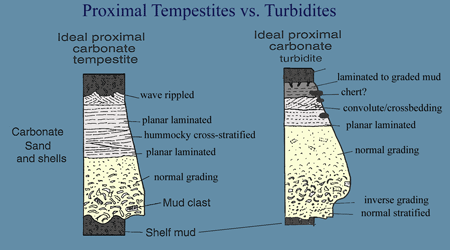 Proximal Tempestites vs. Turbidites
Ideal proximal
carbonate
tempestite
wave rippled
planar laminated
hummocky cross-stratified
planar laminated
normal grading
Mud clast
Shelf mud
Carbonate
Sand
and shells
Ideal proximal
carbonate
turbidite
laminated to graded mud
chert?
convolute/crossbedding
planar laminated
normal grading
inverse grading
normal stratified